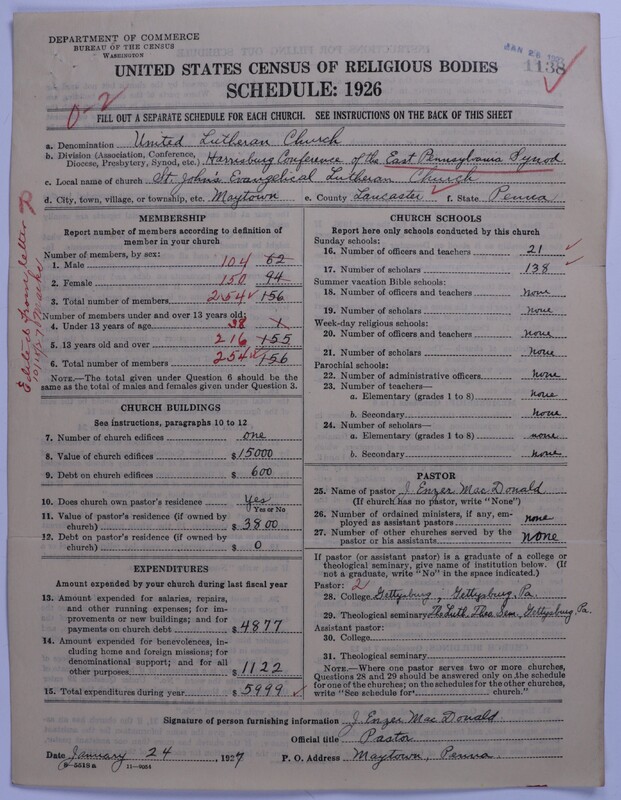 DEPARTMENT OF COMMERCE
BUREAU OF THE CENSUS
WASHINGTON
JAN 26
1138
UNITED STATES CENSUS OF RELIGIOUS BODIES
SCHEDULE: 1926
0-2
FILL OUT A SEPARATE SCHEDULE FOR EACH CHURCH. SEE INSTRUCTIONS ON THE BACK OF THIS SHEET
a. Denomination United Lutheran Church
b. Division (Association, Conference, Diocese, Presbytery, Synod, etc.) Harrisburg Conference of the East Pennsylvania Synod
c. Local name of church St. John's Evangelical Lutheran Church
d. City, town, village, or township, etc. Maytown e. County Lancaster f. State Penna
MEMBERSHIP
Report number of members according to definition of
member in your church
Number of members, by sex:
1. Male 104 62
2. Female 150 94
3. Total number of members 254 156
Number of members under and over 13 years old:
4. Under 13 years of age 38 1
5. 13 years old and over 216 155
6. Total number of members 254 156
NOTE.—The total given under Question 6 should be the
same as the total of males and females given under Question 3.
from letter
CHURCH BUILDINGS
See instructions, paragraphs 10 to 12
7. Number of church edifices one
8. Value of church edifices $15000
9. Debt on church edifices $ 600
10. Does church own pastor's residence Yes
Yes or No
11. Value of pastor's residence (if owned by
church) $ 3800
12. Debt on pastor's residence (if owned by
church) $ 0
EXPENDITURES
Amount expended by your church during last fiscal year
13. Amount expended for salaries, repairs,
and other running expenses; for im-
provements or new buildings; and for
payments on church debt $ 4877
14. Amount expended for benevolences, in-
cluding home and foreign missions; for
denominational support; and for all
other purposes $ 1122
15. Total expenditures during year $ 5999
CHURCH SCHOOLS
Report here only schools conducted by this church
Sunday schools:
16. Number of officers and teachers 21
17. Number of scholars 138
Summer vacation Bible schools:
18. Number of officers and teachers none
19. Number of scholars none
Week-day religious schools:
20. Number of officers and teachers none
21. Number of scholars none
Parochial schools:
22. Number of administrative officers none
23. Number of teachers—
a. Elementary (grades 1 to 8) none
b. Secondary none
24. Number of scholars—
a. Elementary (grades 1 to 8) none
b. Secondary none
PASTOR
25. Name of pastor J. Enzer Mac Donald
(If church has no pastor, write "None")
26. Number of ordained ministers, if any, em-
ployed as assistant pastors none
27. Number of other churches served by the
pastor or his assistants none
If pastor (or assistant pastor) is a graduate of a college or
theological seminary, give name of institution below. (If
not a graduate, write "No" in the space indicated.)
Pastor: 2
28. College Gettysburg, Gettysburg, Pa.
29. Theological seminary The Luth. Theo. Sem., Gettysburg, Pa.
Assistant pastor:
30. College
31. Theological seminary
NOTE.—Where one pastor serves two or more churches,
Questions 28 and 29 should be answered only on the schedule
for one of the churches; on the schedules for the other churches,
write "See schedule for church."
Signature of person furnishing information J. Enzer Mac Donald
Official title Pastor
Date January 24, 1927 P. O. Address Maytown, Penna.
8-5518a 11-9054